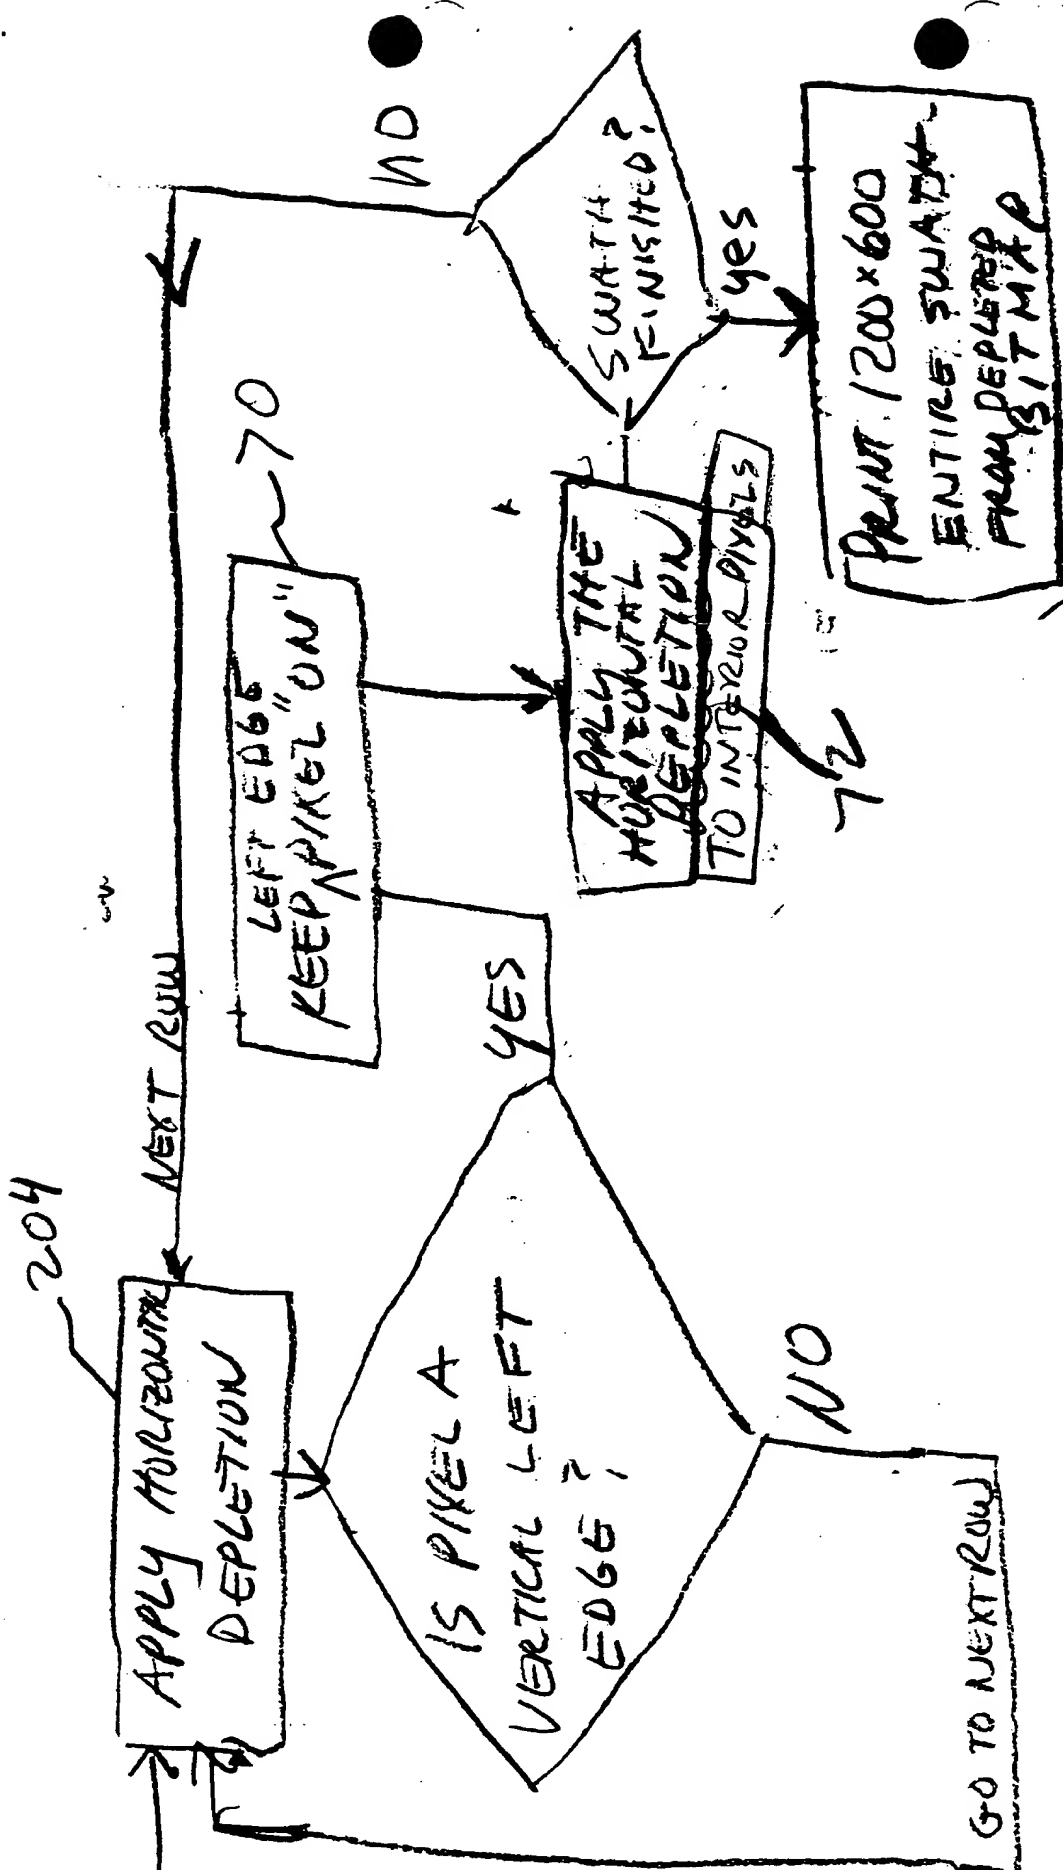 204
APPLY HORIZONTAL
DEPLETION
NEXT ROW
IS PIXEL A
VERTICAL LEFT
EDGE?
YES
NO
GO TO NEXT ROW
LEFT EDGE
KEEP ^ PIXEL "ON"
70
APPLY THE
HORIZONTAL
DEPLETION
TO INTERIOR PIXELS
72
SWATH
FINISHED?
NO
yes
PRINT 1200x600
ENTIRE SWATH
FROM DEPLETED
BITMAP